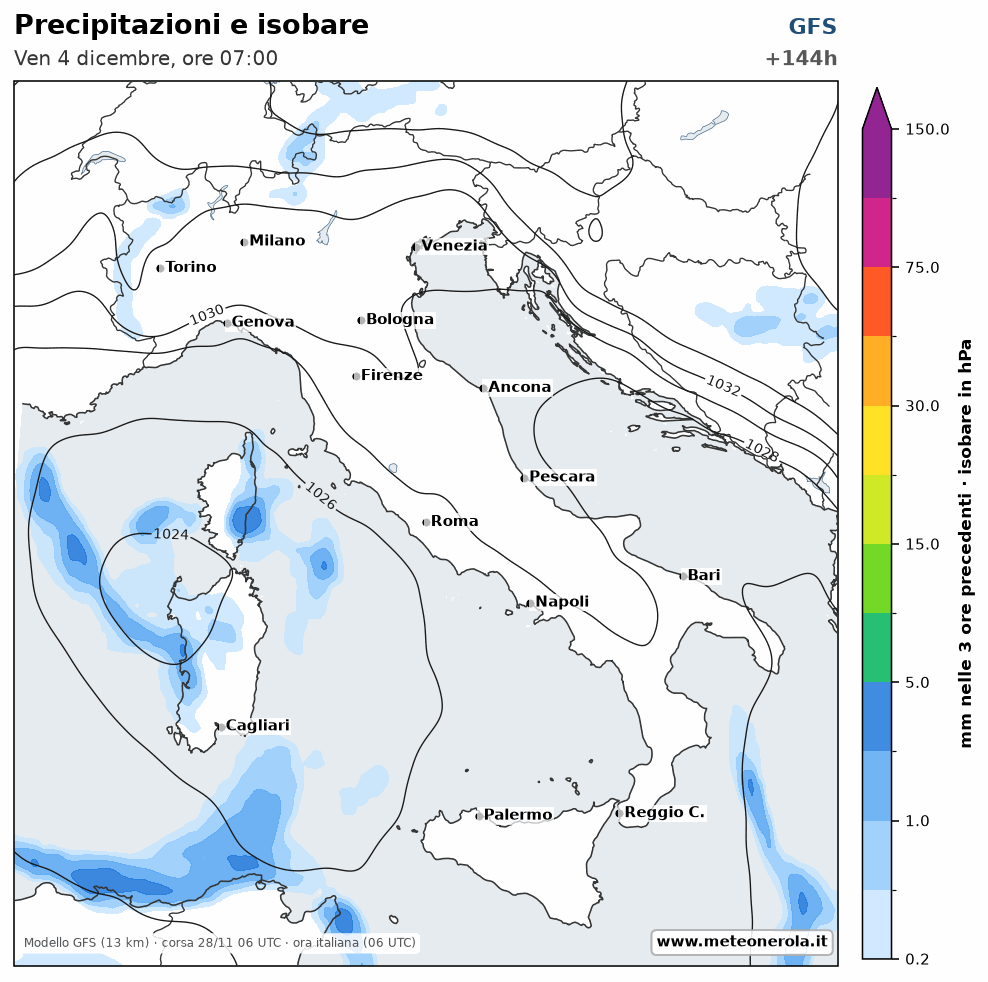 Precipitazioni e isobare
GFS
Ven 4 dicembre, ore 07:00
+144h
150.0
75.0
30.0
15.0
5.0
1.0
0.2
mm nelle 3 ore precedenti · isobare in hPa
Milano
Venezia
Torino
1030
Genova
Bologna
Firenze
Ancona
1032
1028
Pescara
1026
Roma
1024
Bari
Napoli
Cagliari
Palermo
Reggio C.
Modello GFS (13 km) · corsa 28/11 06 UTC · ora italiana (06 UTC)
www.meteonerola.it